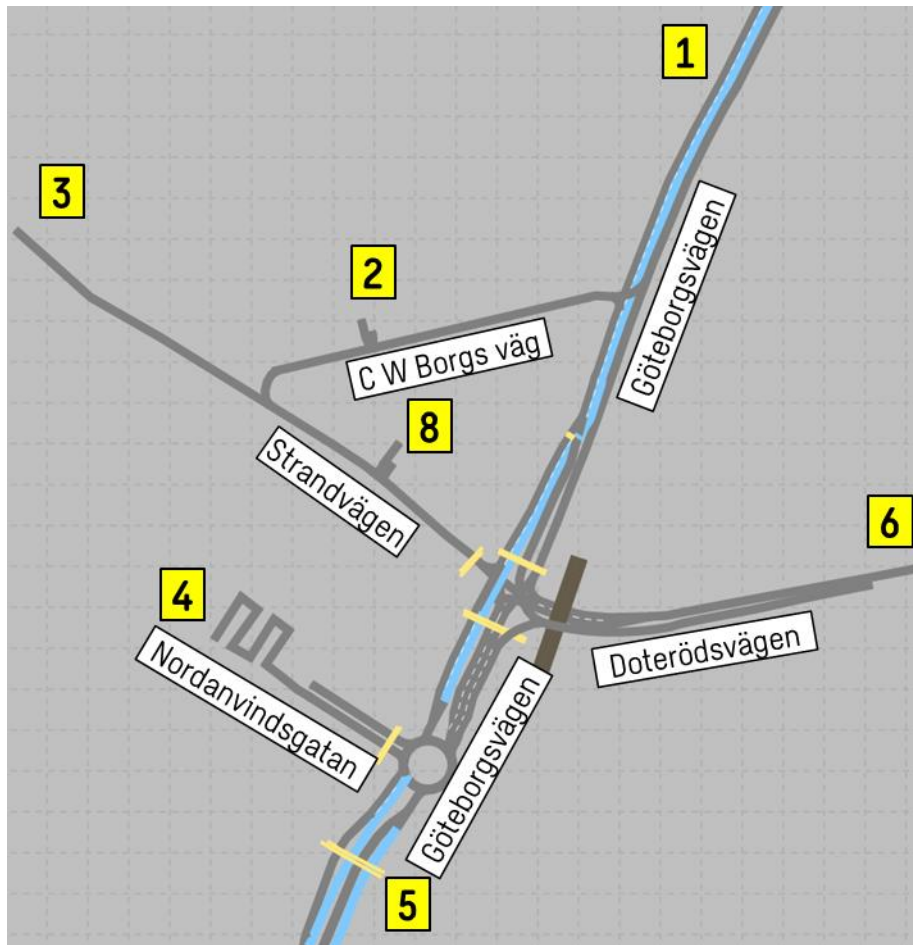 1
3
2
Göteborgsvägen
C W Borgs väg
8
Strandvägen
6
4
Doterödsvägen
Nordanvindsgatan
Göteborgsvägen
5